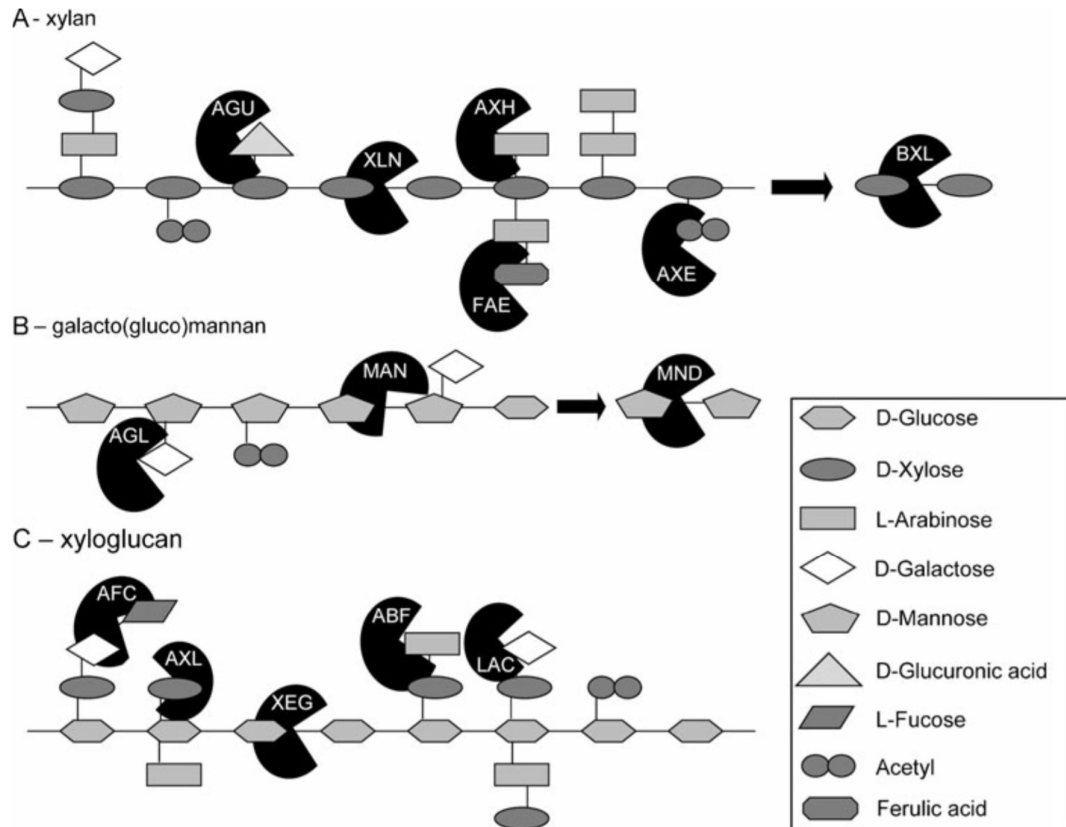 A - xylan
AGU
XLN
AXH
FAE
AXE
BXL
B – galacto(gluco)mannan
AGL
MAN
MND
C – xyloglucan
AFC
AXL
XEG
ABF
LAC
D-Glucose
D-Xylose
L-Arabinose
D-Galactose
D-Mannose
D-Glucuronic acid
L-Fucose
Acetyl
Ferulic acid